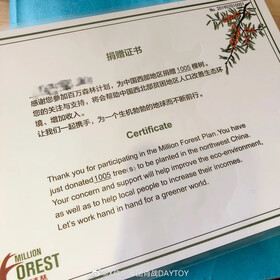 捐赠证书
感谢您参加百万森林计划，为中国西部地区捐赠1005棵树。
您的关注与支持，将会帮助中国西北部贫困地区人口改善生态环
境、增加收入。
让我们一起携手，为一个生机勃勃的地球而不断前行。
Certificate
Thank you for participating in the Million Forest Plan. You have
just donated 1005 tree(s) to be planted in the northwest China.
Your concern and support will help improve the eco-environment,
as well as to help local people to increase their incomes.
Let's work hand in hand for a greener world.
MILLION
FOREST